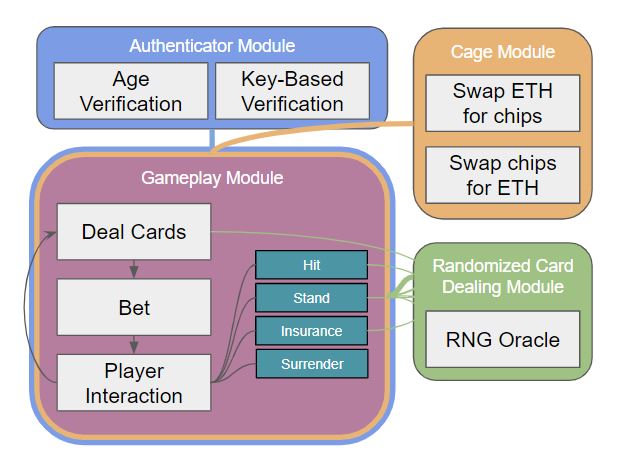 Authenticator Module
Age
Verification
Key-Based
Verification
Cage Module
Swap ETH
for chips
Swap chips
for ETH
Gameplay Module
Deal Cards
Bet
Player
Interaction
Hit
Stand
Insurance
Surrender
Randomized Card
Dealing Module
RNG Oracle